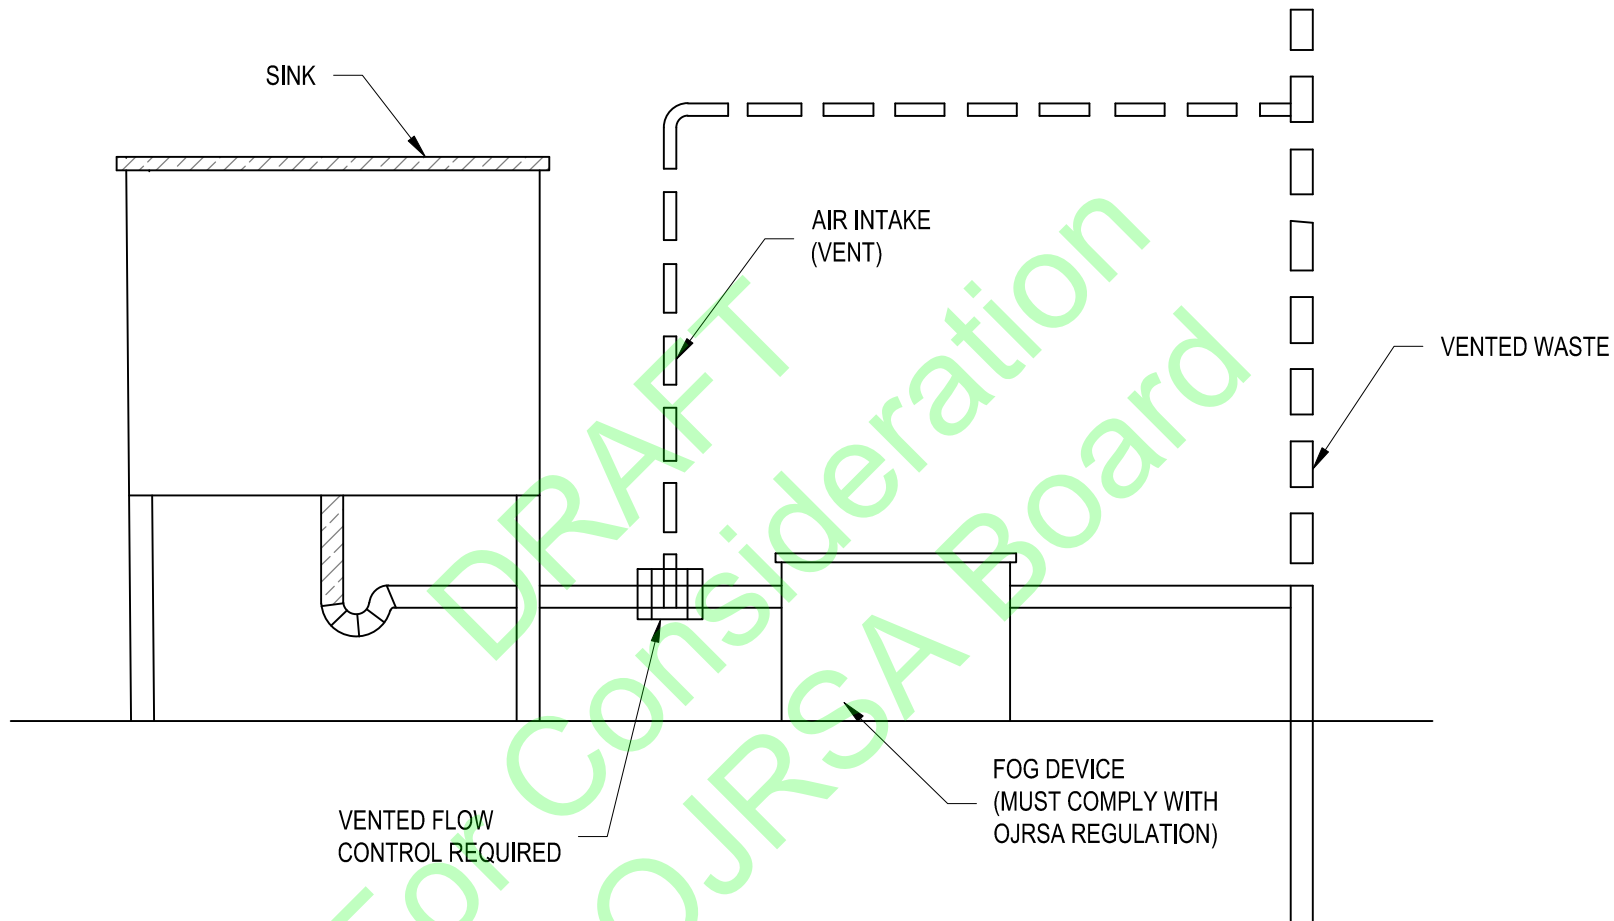 SINK
AIR INTAKE
(VENT)
VENTED WASTE
FOG DEVICE
(MUST COMPLY WITH
OJRSA REGULATION)
VENTED FLOW
CONTROL REQUIRED
DRAFT
For Consideration
OJRSA Board